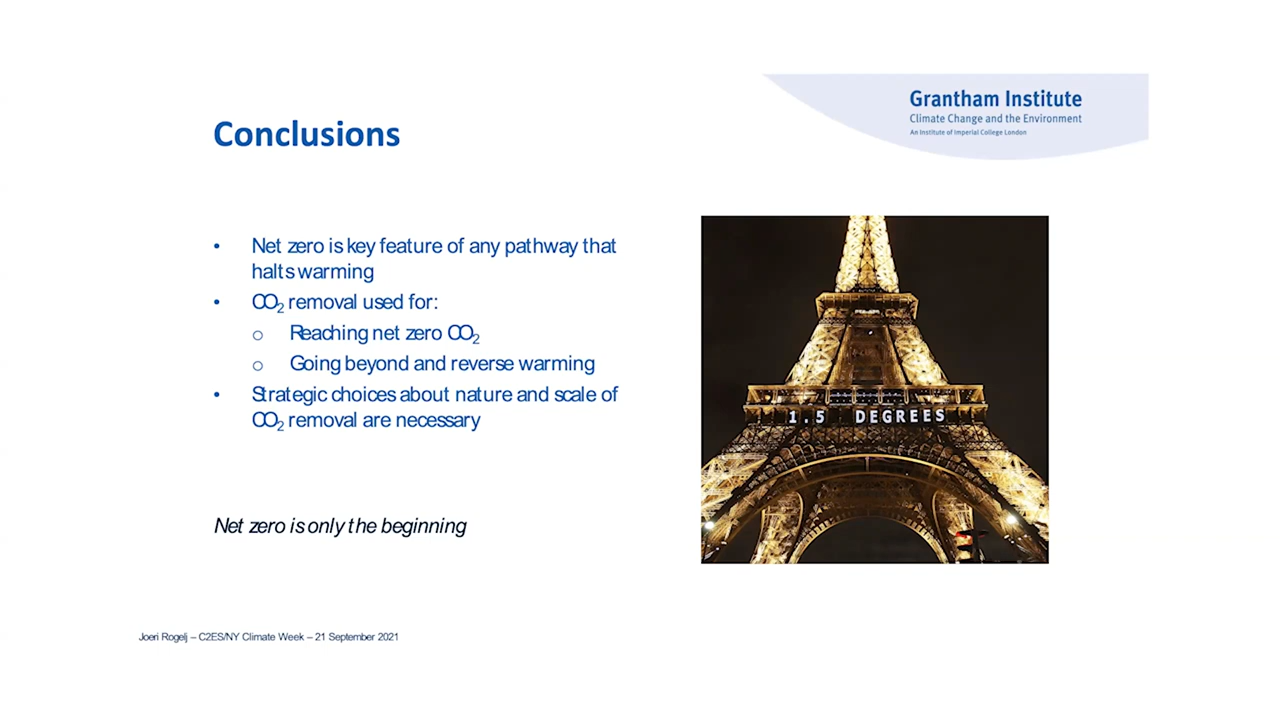 Grantham Institute
Climate Change and the Environment
An Institute of Imperial College London
Conclusions
• Net zero is key feature of any pathway that
halts warming
• CO₂ removal used for:
o Reaching net zero CO₂
o Going beyond and reverse warming
• Strategic choices about nature and scale of
CO₂ removal are necessary
1.5 DEGREES
Net zero is only the beginning
Joeri Rogelj – C2ES/NY Climate Week – 21 September 2021